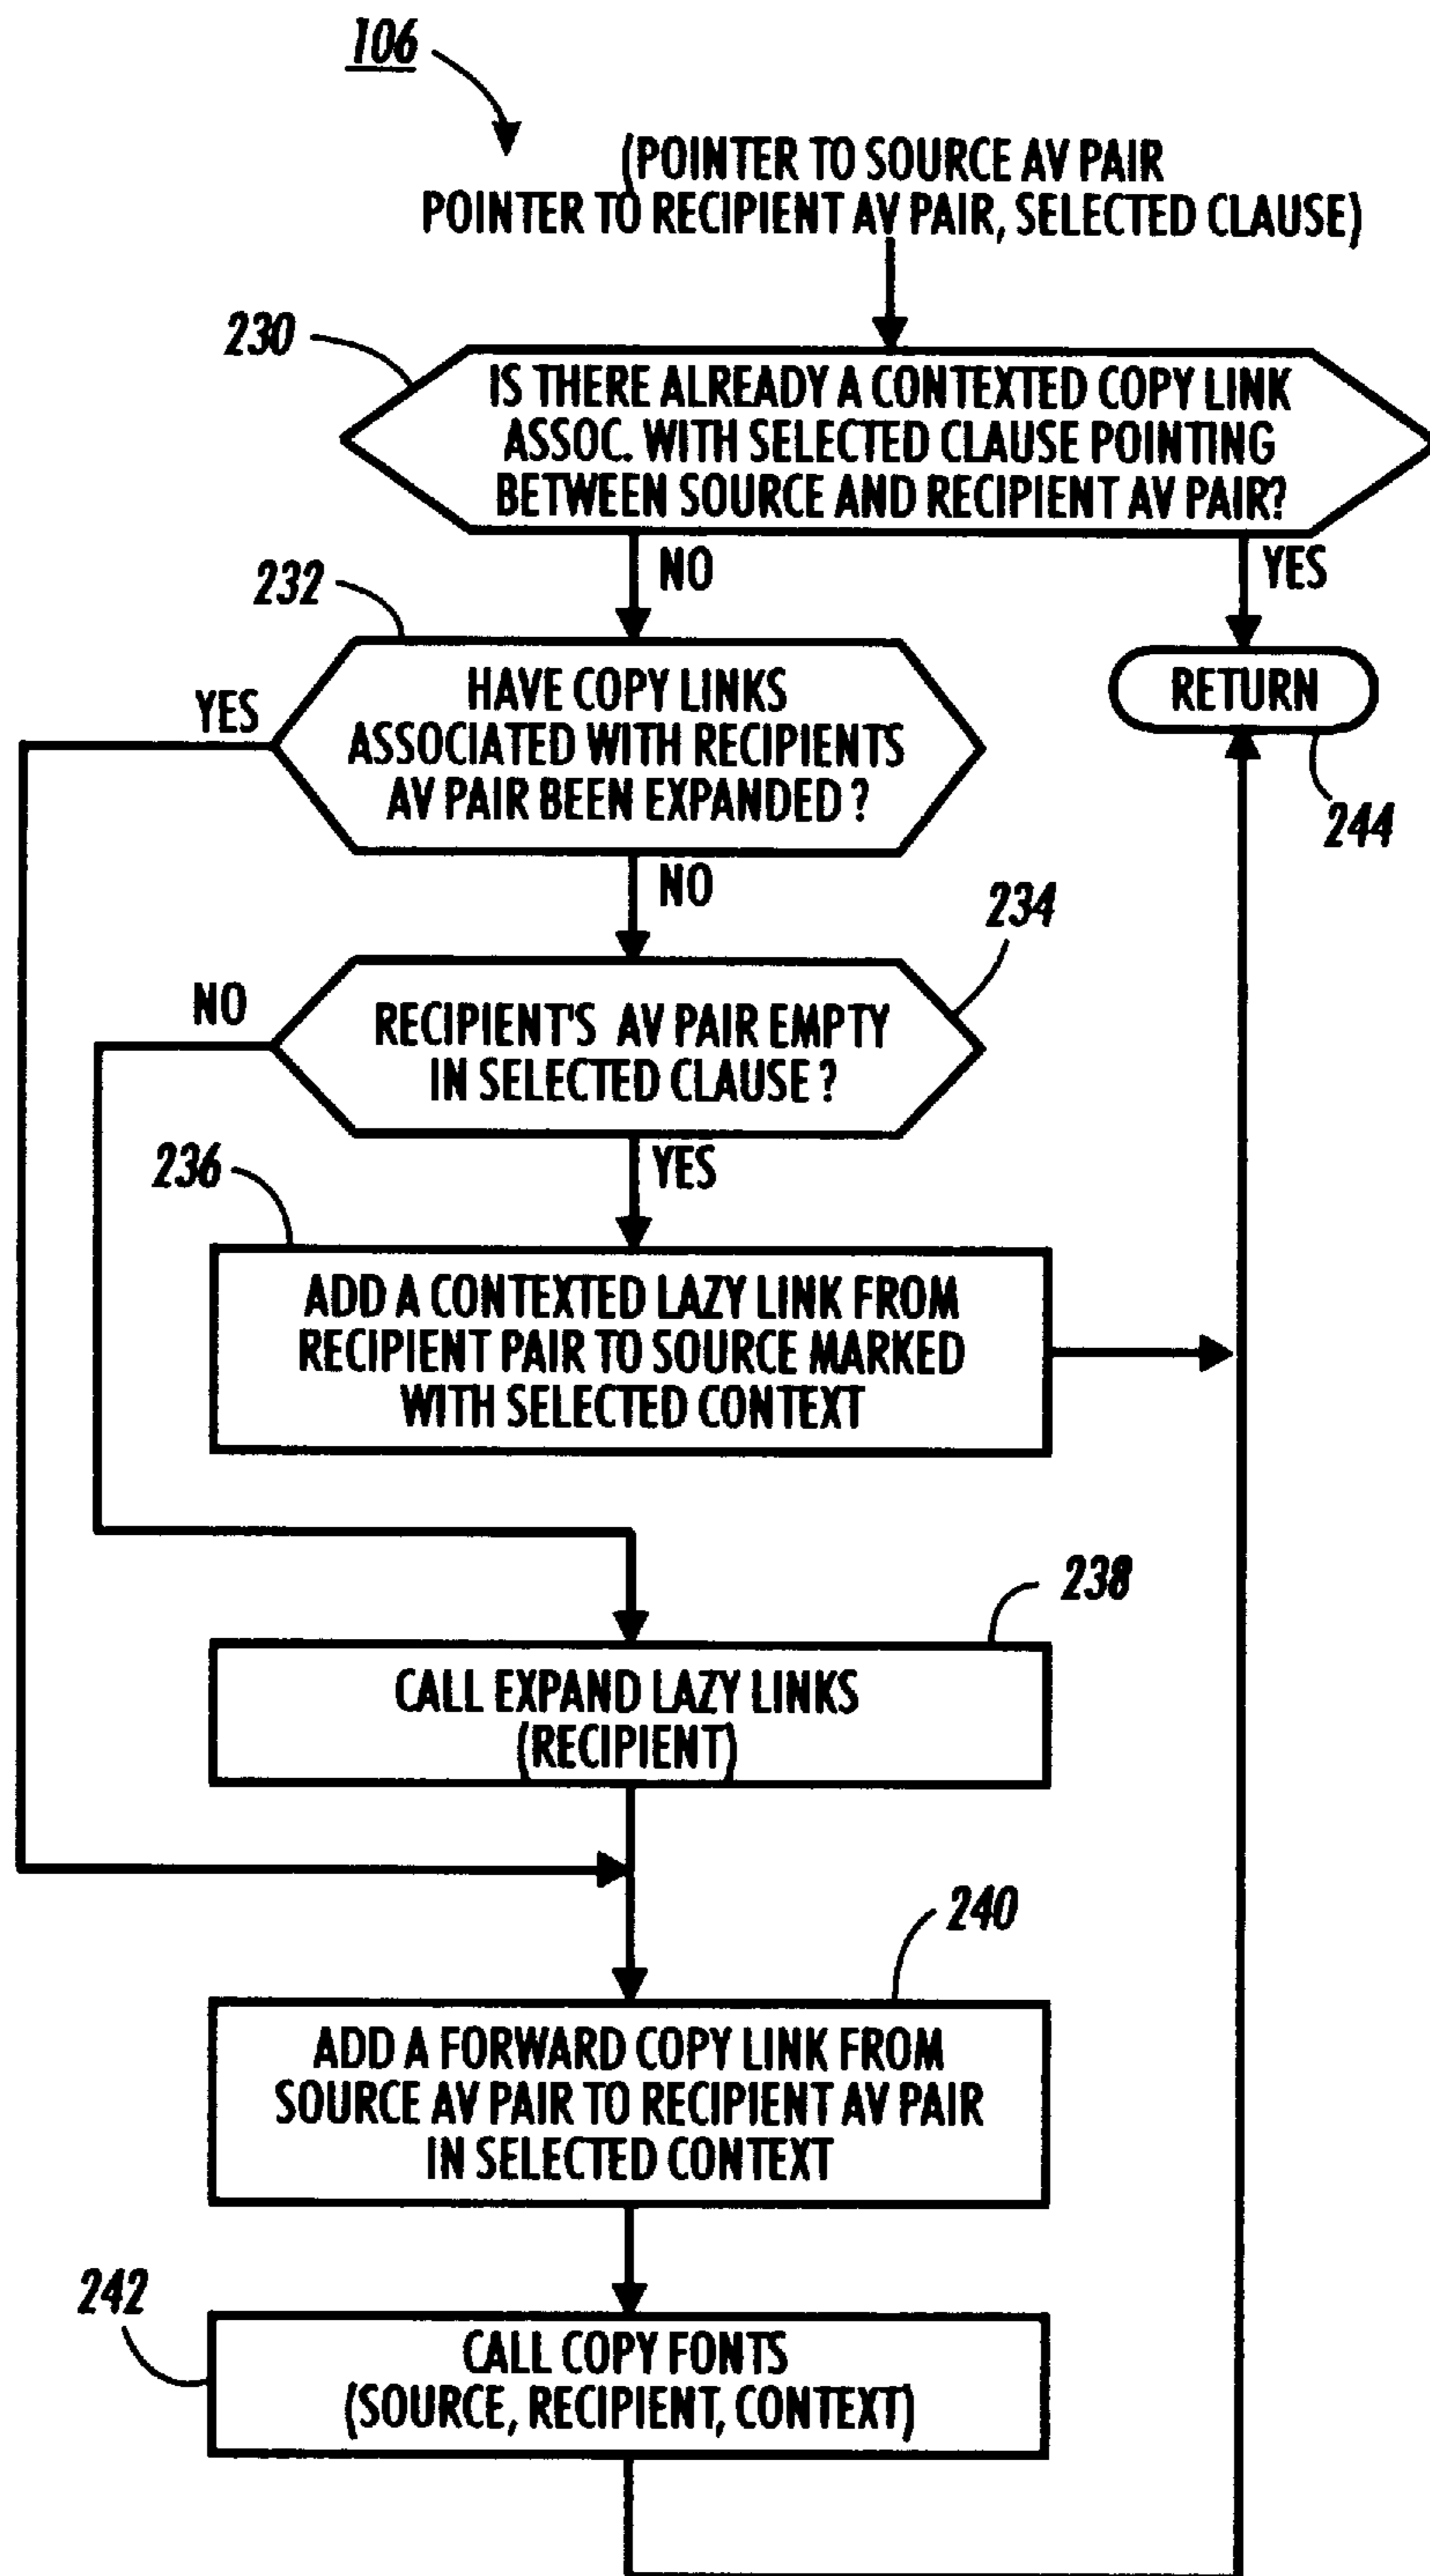 106
(POINTER TO SOURCE AV PAIR
POINTER TO RECIPIENT AV PAIR, SELECTED CLAUSE)
230
IS THERE ALREADY A CONTEXTED COPY LINK
ASSOC. WITH SELECTED CLAUSE POINTING
BETWEEN SOURCE AND RECIPIENT AV PAIR?
NO
YES
232
HAVE COPY LINKS
ASSOCIATED WITH RECIPIENTS
AV PAIR BEEN EXPANDED ?
YES
RETURN
244
NO
234
NO
RECIPIENT'S AV PAIR EMPTY
IN SELECTED CLAUSE ?
YES
236
ADD A CONTEXTED LAZY LINK FROM
RECIPIENT PAIR TO SOURCE MARKED
WITH SELECTED CONTEXT
238
CALL EXPAND LAZY LINKS
(RECIPIENT)
240
ADD A FORWARD COPY LINK FROM
SOURCE AV PAIR TO RECIPIENT AV PAIR
IN SELECTED CONTEXT
242
CALL COPY FONTS
(SOURCE, RECIPIENT, CONTEXT)